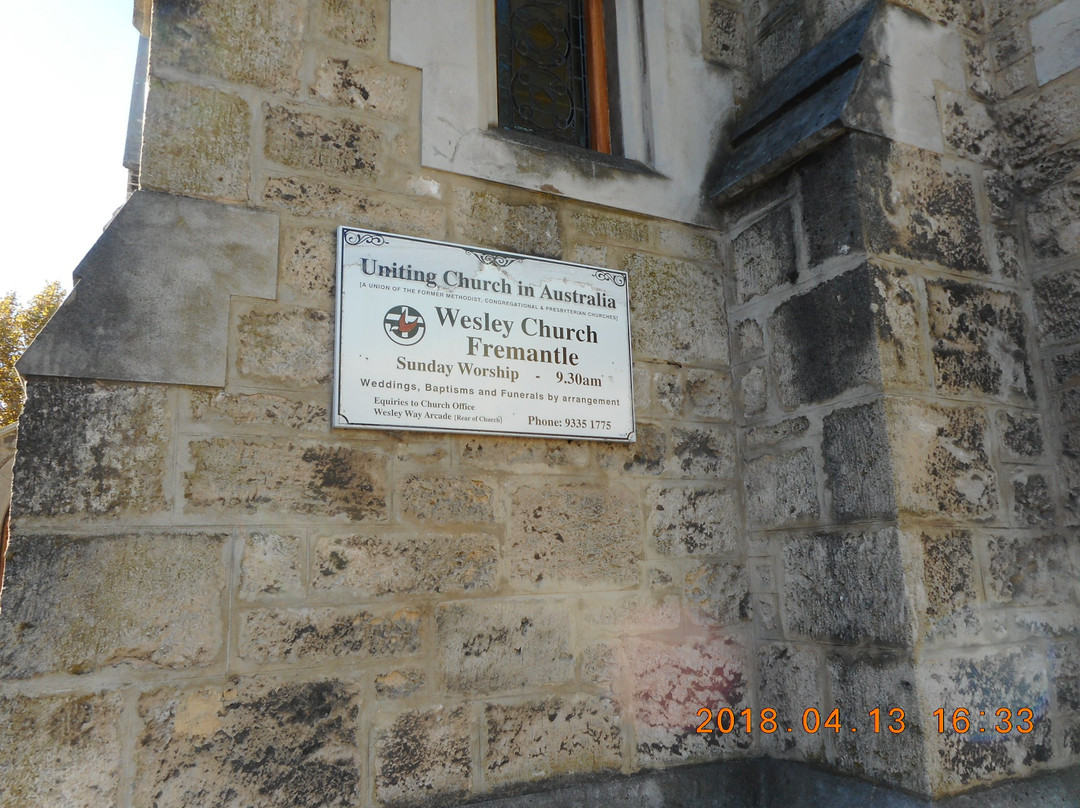 Uniting Church in Australia
[A UNION OF THE FORMER METHODIST, CONGREGATIONAL & PRESBYTERIAN CHURCHES]
Wesley Church
Fremantle
Sunday Worship - 9.30am
Weddings, Baptisms and Funerals by arrangement
Equiries to Church Office
Wesley Way Arcade [Rear of Church]
Phone: 9335 1775
2018.04.13 16:33